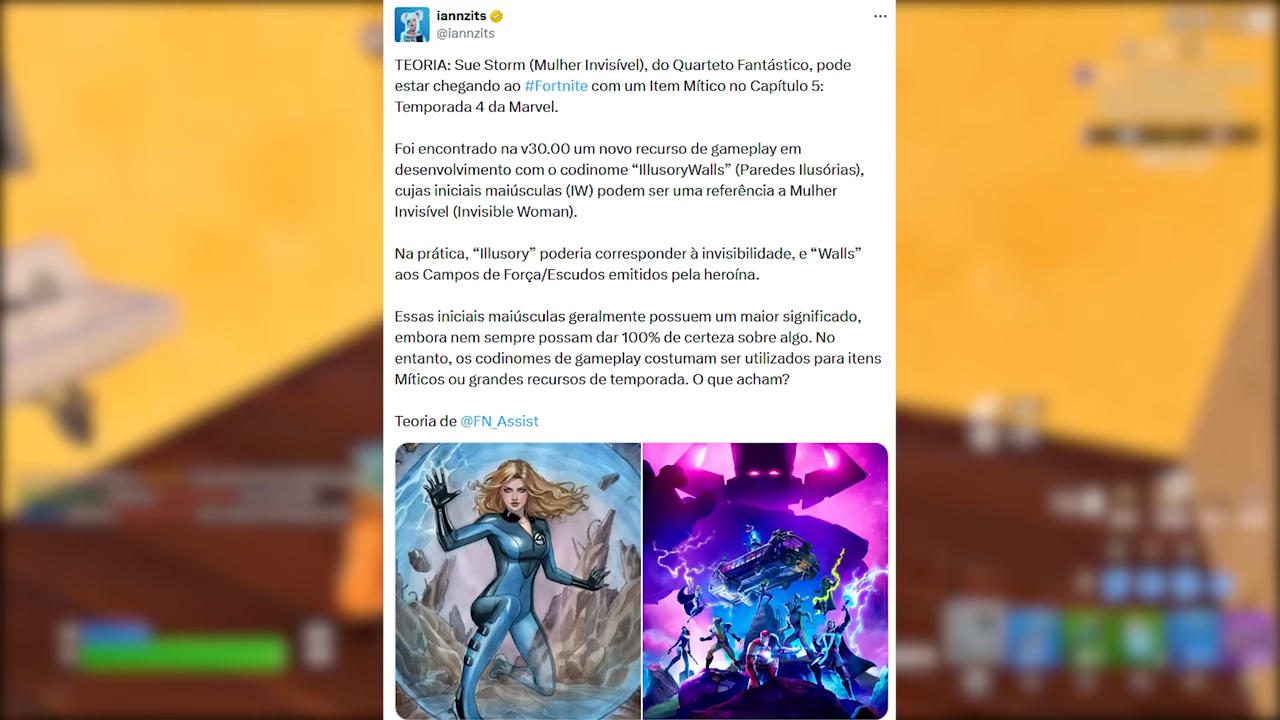 iannzits
@iannzits
TEORIA: Sue Storm (Mulher Invisível), do Quarteto Fantástico, pode
estar chegando ao #Fortnite com um Item Mítico no Capítulo 5:
Temporada 4 da Marvel.
Foi encontrado na v30.00 um novo recurso de gameplay em
desenvolvimento com o codinome “IllusoryWalls” (Paredes Ilusórias),
cujas iniciais maiúsculas (IW) podem ser uma referência a Mulher
Invisível (Invisible Woman).
Na prática, “Illusory” poderia corresponder à invisibilidade, e “Walls”
aos Campos de Força/Escudos emitidos pela heroína.
Essas iniciais maiúsculas geralmente possuem um maior significado,
embora nem sempre possam dar 100% de certeza sobre algo. No
entanto, os codinomes de gameplay costumam ser utilizados para itens
Míticos ou grandes recursos de temporada. O que acham?
Teoria de @FN_Assist